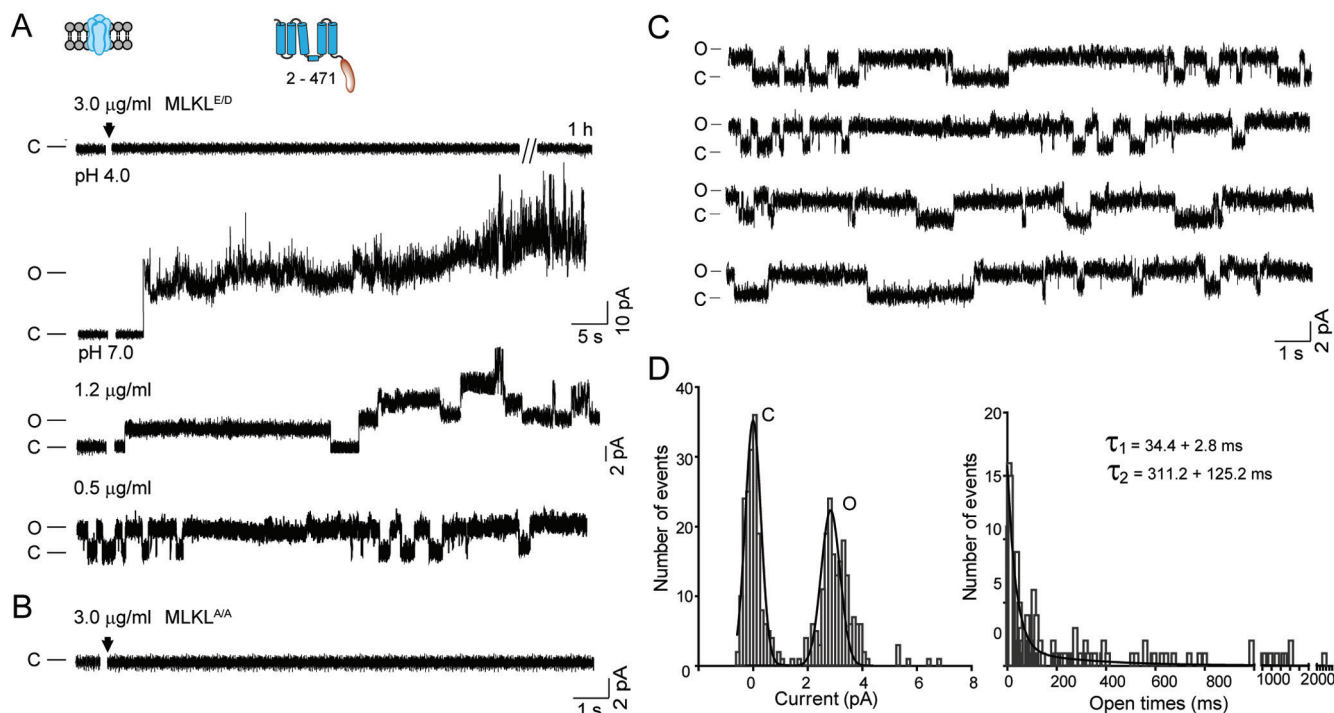 A
2 - 471
3.0 μg/ml MLKL^E/D
C
1 h
pH 4.0
O
C
5 s
10 pA
pH 7.0
1.2 μg/ml
O
C
2 pA
0.5 μg/ml
O
C
B
3.0 μg/ml MLKL^A/A
C
1 s
2 pA
C
O
C
O
C
O
C
O
C
1 s
2 pA
D
40
30
20
10
0
Number of events
C
O
0 2 4 6 8
Current (pA)
20
15
10
5
0
Number of events
τ1 = 34.4 + 2.8 ms
τ2 = 311.2 + 125.2 ms
0 200 400 600 800 1000 2000
Open times (ms)